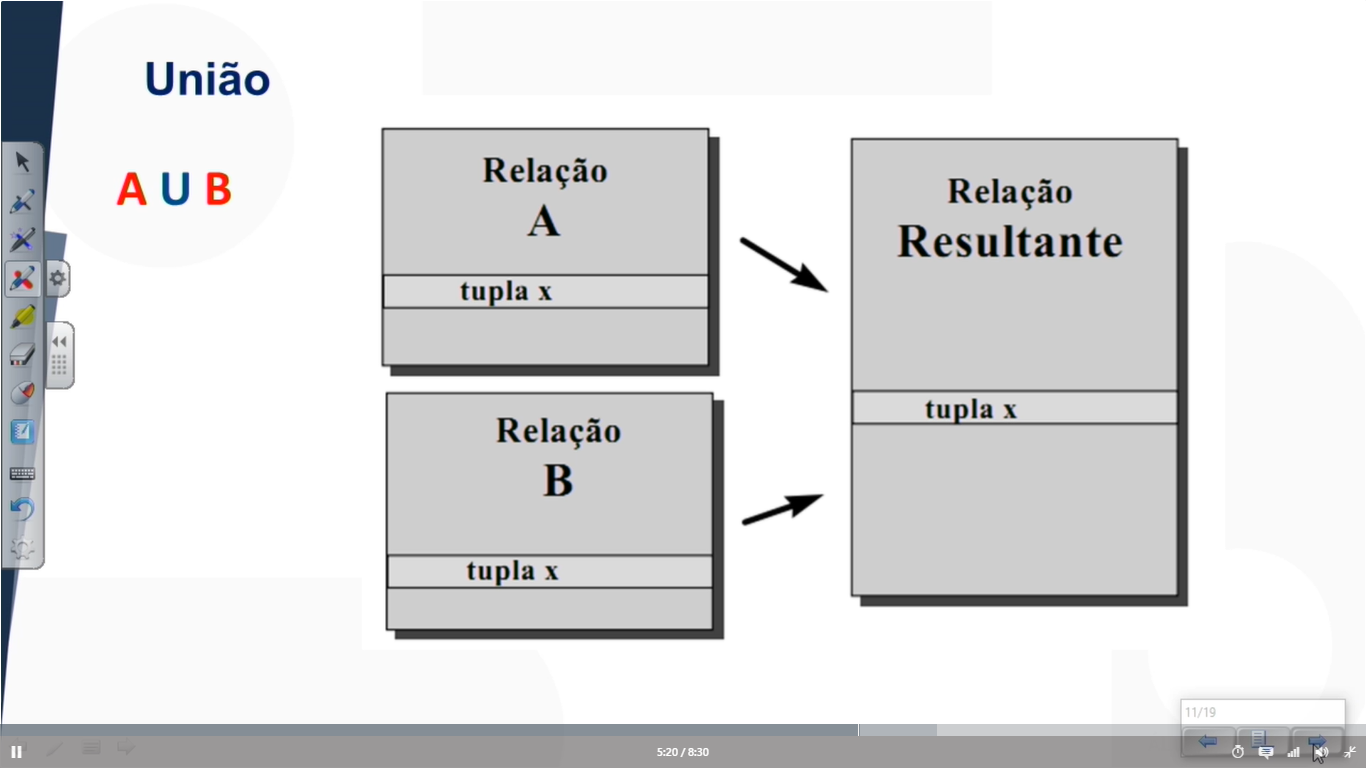 União
A U B
Relação
A
tupla x
Relação
B
tupla x
Relação
Resultante
tupla x
11/19
5:20 / 8:30